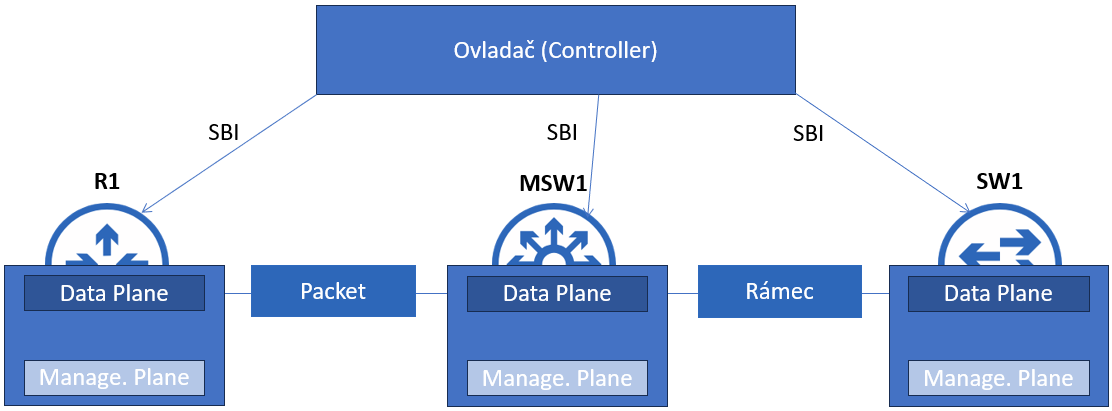 Ovladač (Controller)
SBI
SBI
SBI
R1
MSW1
SW1
Data Plane
Packet
Data Plane
Rámec
Data Plane
Manage. Plane
Manage. Plane
Manage. Plane